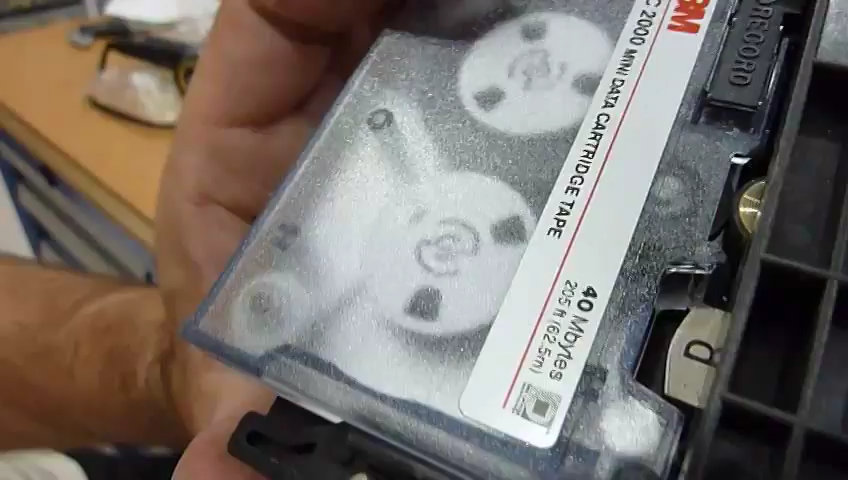 3M
C 2000 MINI DATA CARTRIDGE TAPE
40 Mbytes
205 ft (62.5m)
RECORD